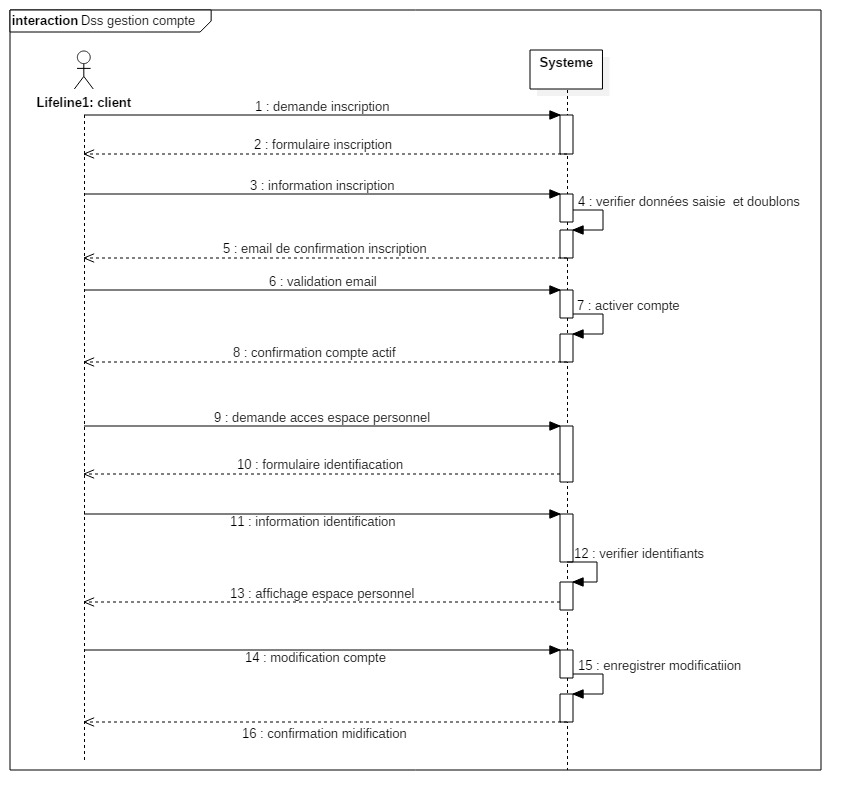 interaction Dss gestion compte
Systeme
Lifeline1: client
1 : demande inscription
2 : formulaire inscription
3 : information inscription
4 : verifier données saisie et doublons
5 : email de confirmation inscription
6 : validation email
7 : activer compte
8 : confirmation compte actif
9 : demande acces espace personnel
10 : formulaire identifiacation
11 : information identification
12 : verifier identifiants
13 : affichage espace personnel
14 : modification compte
15 : enregistrer modificatiion
16 : confirmation midification